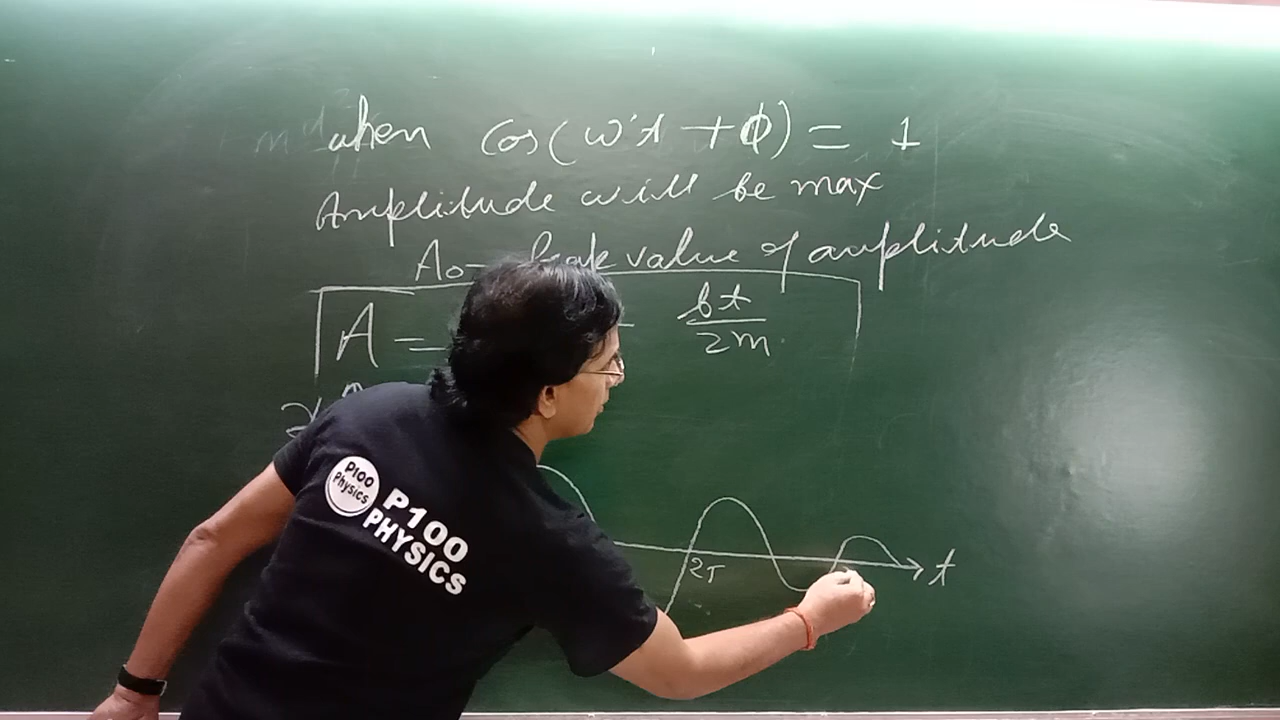 when cos(ω't + ϕ) = 1
Amplitude will be max
A₀ – Peak value of amplitude
A = – bt/2m
2T
t
P100
Physics
P100
PHYSICS